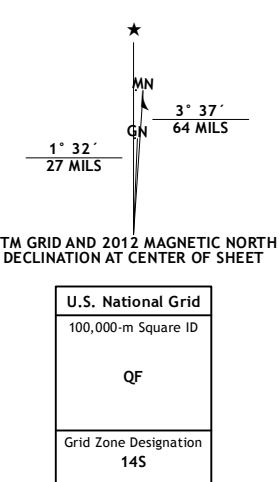 ★
MN
3° 37´
64 MILS
GN
1° 32´
27 MILS
TM GRID AND 2012 MAGNETIC NORTH
DECLINATION AT CENTER OF SHEET
U.S. National Grid
100,000-m Square ID
QF
Grid Zone Designation
14S